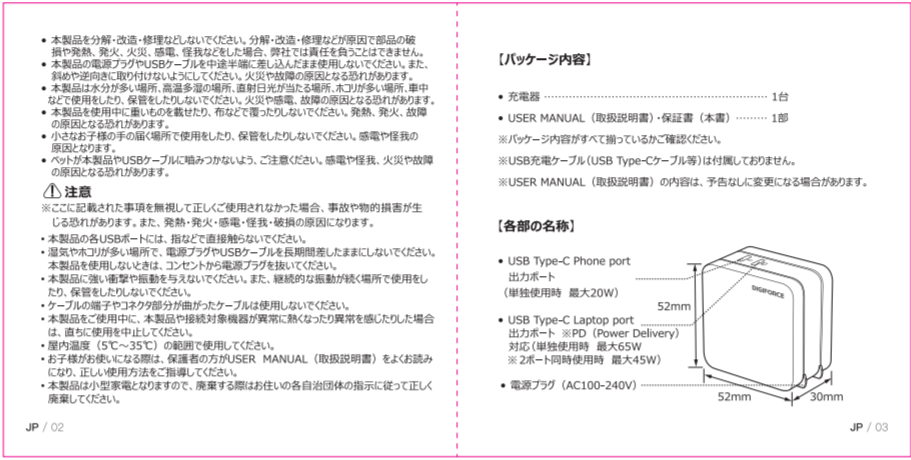 ● 本製品を分解・改造・修理などしないでください。分解・改造・修理などが原因で部品の破
損や発熱、発火、火災、感電、怪我などをした場合、弊社では責任を負うことはできません。
● 本製品の電源プラグやUSBケーブルを中途半端に差し込んだまま使用しないでください。また、
斜めや逆向きに取り付けないようにしてください。火災や故障の原因となる恐れがあります。
● 本製品は水分が多い場所、高温多湿の場所、直射日光が当たる場所、ホコリが多い場所、車中
などで使用をしたり、保管をしたりしないでください。火災や感電、故障の原因となる恐れがあります。
● 本製品を使用中に重いものを載せたり、布などで覆ったりしないでください。発熱、発火、故障
の原因となる恐れがあります。
● 小さなお子様の手の届く場所で使用をしたり、保管をしたりしないでください。感電や怪我の
原因となります。
● ペットが本製品やUSBケーブルに噛みつかないよう、ご注意ください。感電や怪我、火災や故障
の原因となる恐れがあります。
⚠ 注意
※ここに記載された事項を無視して正しくご使用されなかった場合、事故や物的損害が生
じる恐れがあります。また、発熱・発火・感電・怪我・破損の原因になります。
・本製品の各USBポートには、指などで直接触らないでください。
・湿気やホコリが多い場所で、電源プラグやUSBケーブルを長期間差したままにしないでください。
本製品を使用しないときは、コンセントから電源プラグを抜いてください。
・本製品に強い衝撃や振動を与えないでください。また、継続的な振動が続く場所で使用をし
たり、保管をしたりしないでください。
・ケーブルの端子やコネクタ部分が曲がったケーブルは使用しないでください。
・本製品をご使用中に、本製品や接続対象機器が異常に熱くなったり異常を感じたりした場合
は、直ちに使用を中止してください。
・屋内温度（5℃～35℃）の範囲で使用してください。
・お子様がお使いになる際は、保護者の方がUSER MANUAL（取扱説明書）をよくお読み
になり、正しい使用方法をご指導してください。
・本製品は小型家電となりますので、廃棄する際はお住いの各自治団体の指示に従って正しく
廃棄してください。
JP / 02
【パッケージ内容】
● 充電器 ………………………………………… 1台
● USER MANUAL（取扱説明書）・保証書（本書） ……… 1部
※パッケージ内容がすべて揃っているかご確認ください。
※USB充電ケーブル（USB Type-Cケーブル等）は付属しておりません。
※USER MANUAL（取扱説明書）の内容は、予告なしに変更になる場合があります。
【各部の名称】
● USB Type-C Phone port
出力ポート
（単独使用時 最大20W）
● USB Type-C Laptop port
出力ポート ※PD（Power Delivery）
対応（単独使用時 最大65W
※2ポート同時使用時 最大45W）
● 電源プラグ（AC100-240V）
52mm
DIGIFORCE
52mm
30mm
JP / 03